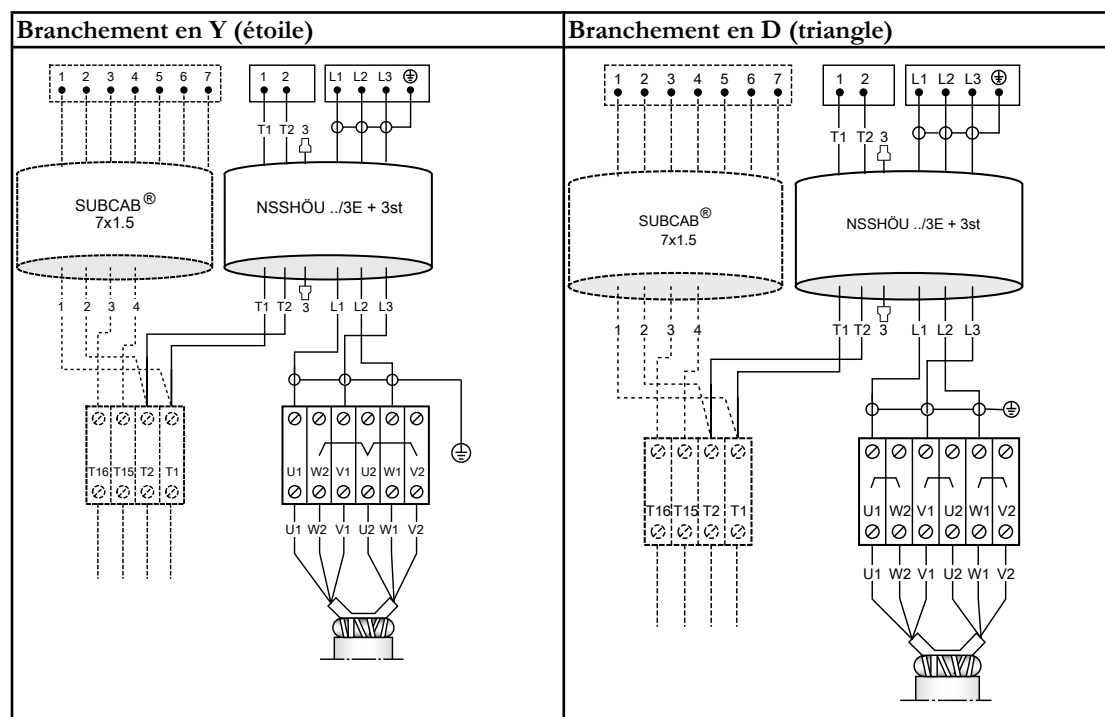 Branchement en Y (étoile)
1 2 3 4 5 6 7
1 2
L1 L2 L3
T1 T2 3
SUBCAB®
7x1.5
NSSHÖU ../3E + 3st
1 2 3 4
T1 T2 3 L1 L2 L3
T16 T15 T2 T1
U1 W2 V1 U2 W1 V2
U1 W2 V1 U2 W1 V2
Branchement en D (triangle)
1 2 3 4 5 6 7
1 2
L1 L2 L3
T1 T2 3
SUBCAB®
7x1.5
NSSHÖU ../3E + 3st
1 2 3 4
T1 T2 3 L1 L2 L3
T16 T15 T2 T1
U1 W2 V1 U2 W1 V2
U1 W2 V1 U2 W1 V2